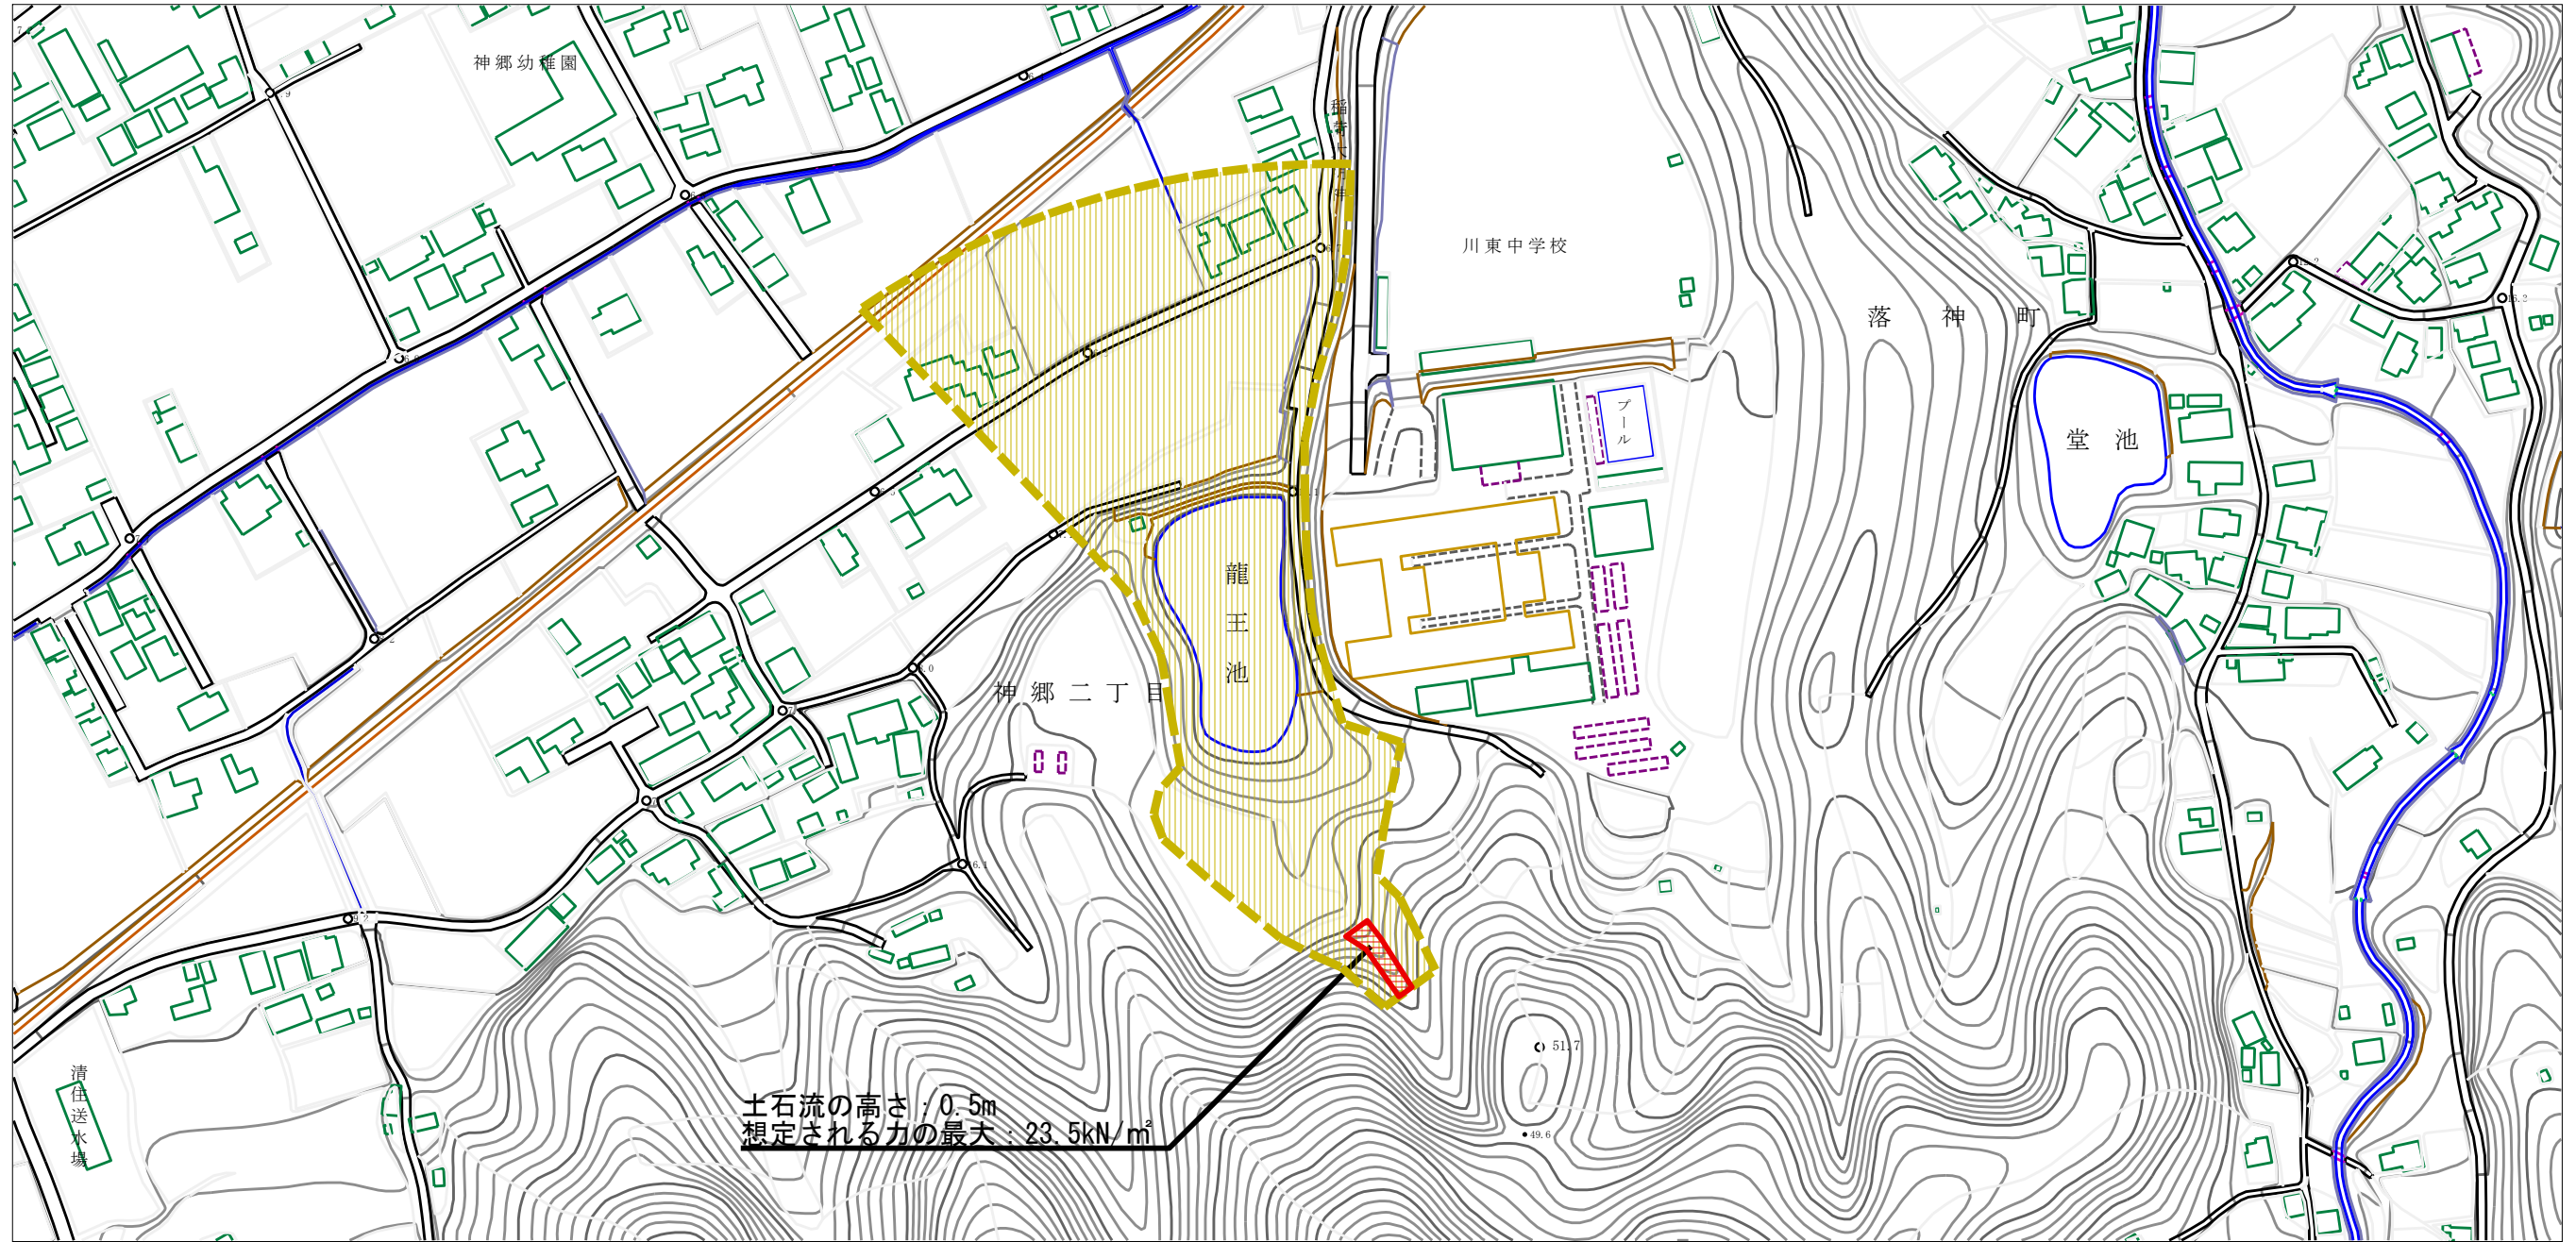 神郷幼稚園
川東中学校
落神町
プール
堂池
龍王池
神郷二丁目
16.1
51.7
49.6
清住送水場
土石流の高さ：0.5m
想定される力の最大：23.5kN/㎡